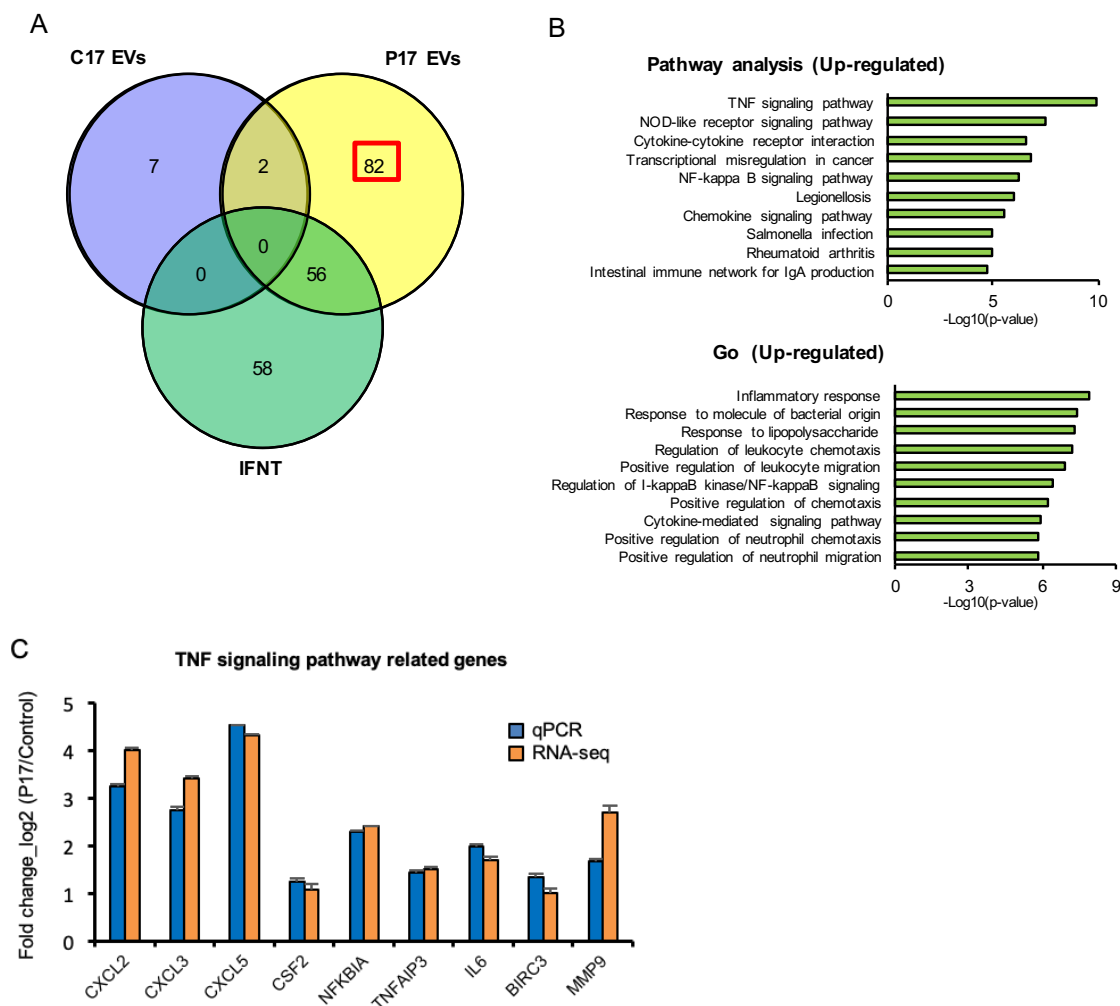 A
C17 EVs
P17 EVs
7
2
82
0
0
56
58
IFNT
B
Pathway analysis (Up-regulated)
TNF signaling pathway
NOD-like receptor signaling pathway
Cytokine-cytokine receptor interaction
Transcriptional misregulation in cancer
NF-kappa B signaling pathway
Legionellosis
Chemokine signaling pathway
Salmonella infection
Rheumatoid arthritis
Intestinal immune network for IgA production
0 5 10
-Log10(p-value)
Go (Up-regulated)
Inflammatory response
Response to molecule of bacterial origin
Response to lipopolysaccharide
Regulation of leukocyte chemotaxis
Positive regulation of leukocyte migration
Regulation of I-kappaB kinase/NF-kappaB signaling
Positive regulation of chemotaxis
Cytokine-mediated signaling pathway
Positive regulation of neutrophil chemotaxis
Positive regulation of neutrophil migration
0 3 6 9
-Log10(p-value)
C
TNF signaling pathway related genes
Fold change_log2 (P17/Control)
5
4
3
2
1
0
qPCR
RNA-seq
CXCL2
CXCL3
CXCL5
CSF2
NFKBIA
TNFAIP3
IL6
BIRC3
MMP9